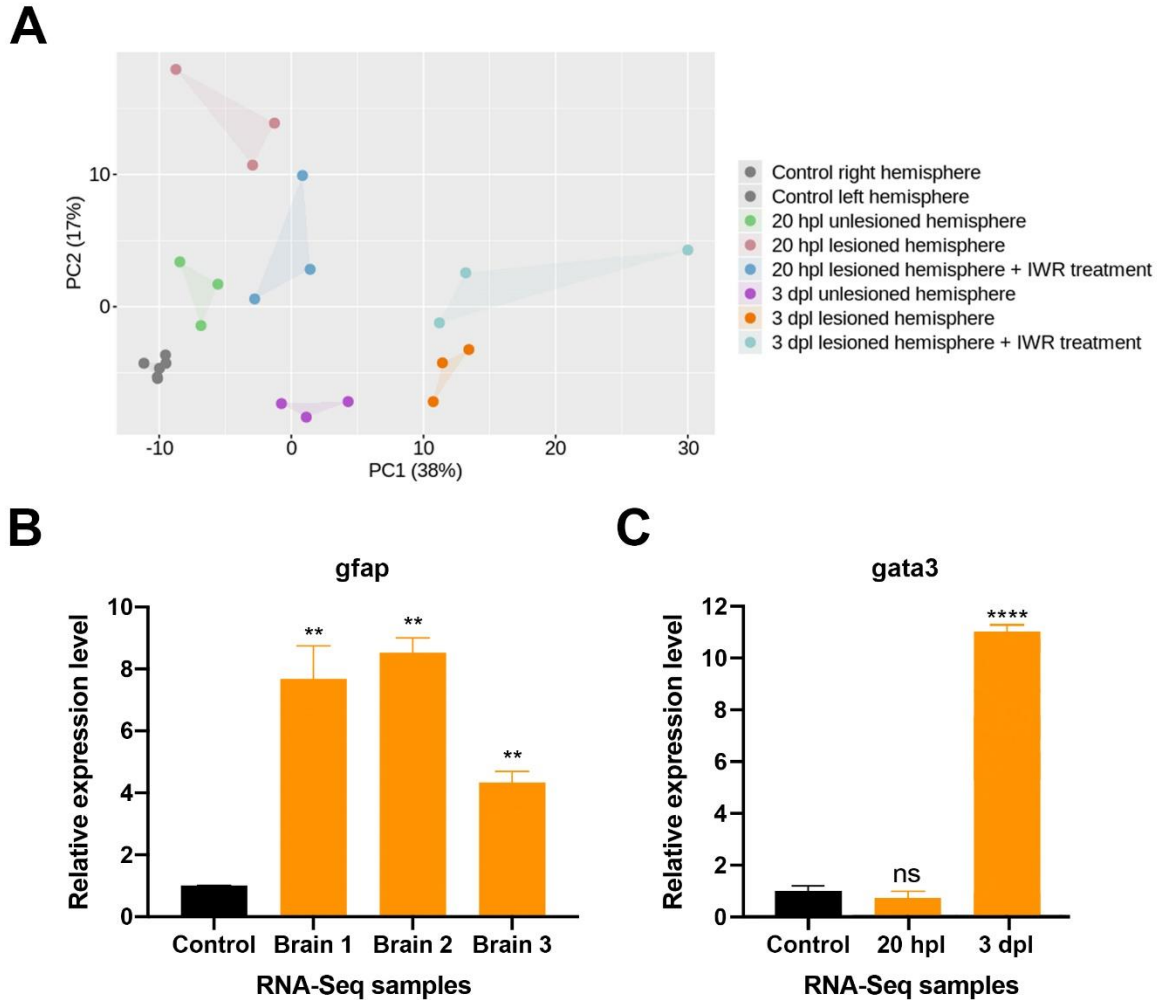 A
10
0
PC2 (17%)
-10
0
10
20
30
PC1 (38%)
Control right hemisphere
Control left hemisphere
20 hpl unlesioned hemisphere
20 hpl lesioned hemisphere
20 hpl lesioned hemisphere + IWR treatment
3 dpl unlesioned hemisphere
3 dpl lesioned hemisphere
3 dpl lesioned hemisphere + IWR treatment
B
gfap
Relative expression level
10
8
6
4
2
0
**
**
**
Control Brain 1 Brain 2 Brain 3
RNA-Seq samples
C
gata3
Relative expression level
12
10
8
6
4
2
0
ns
****
Control 20 hpl 3 dpl
RNA-Seq samples